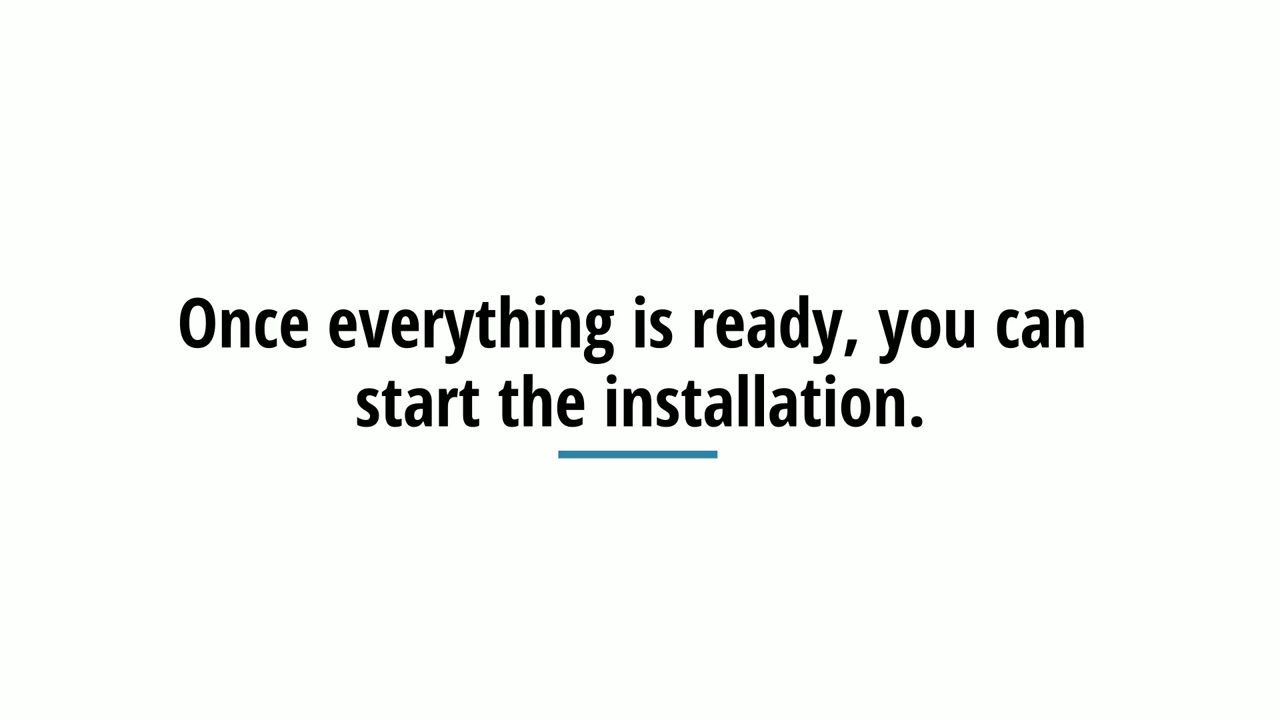 Once everything is ready, you can
start the installation.